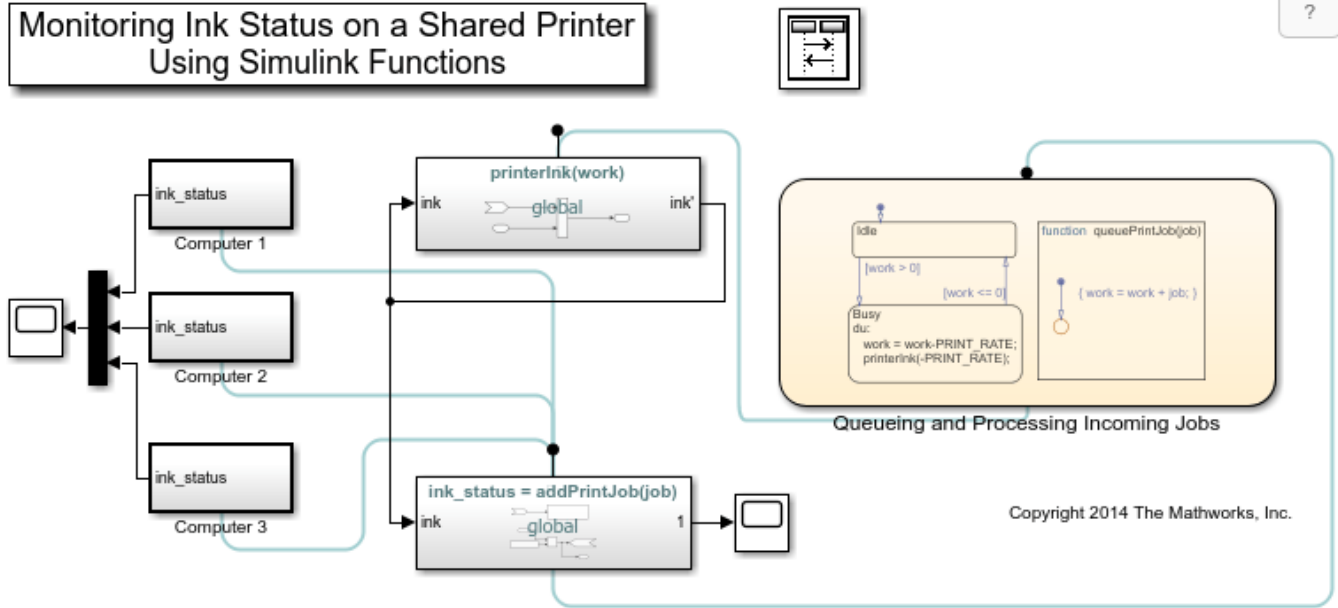 Monitoring Ink Status on a Shared Printer
Using Simulink Functions
?
ink_status
Computer 1
ink_status
Computer 2
ink_status
Computer 3
printerInk(work)
ink
global
ink'
ink_status = addPrintJob(job)
ink
global
1
Idle
[work > 0]
[work <= 0]
Busy
du:
work = work-PRINT_RATE;
printerInk(-PRINT_RATE);
function queuePrintJob(job)
{ work = work + job; }
Queueing and Processing Incoming Jobs
Copyright 2014 The Mathworks, Inc.